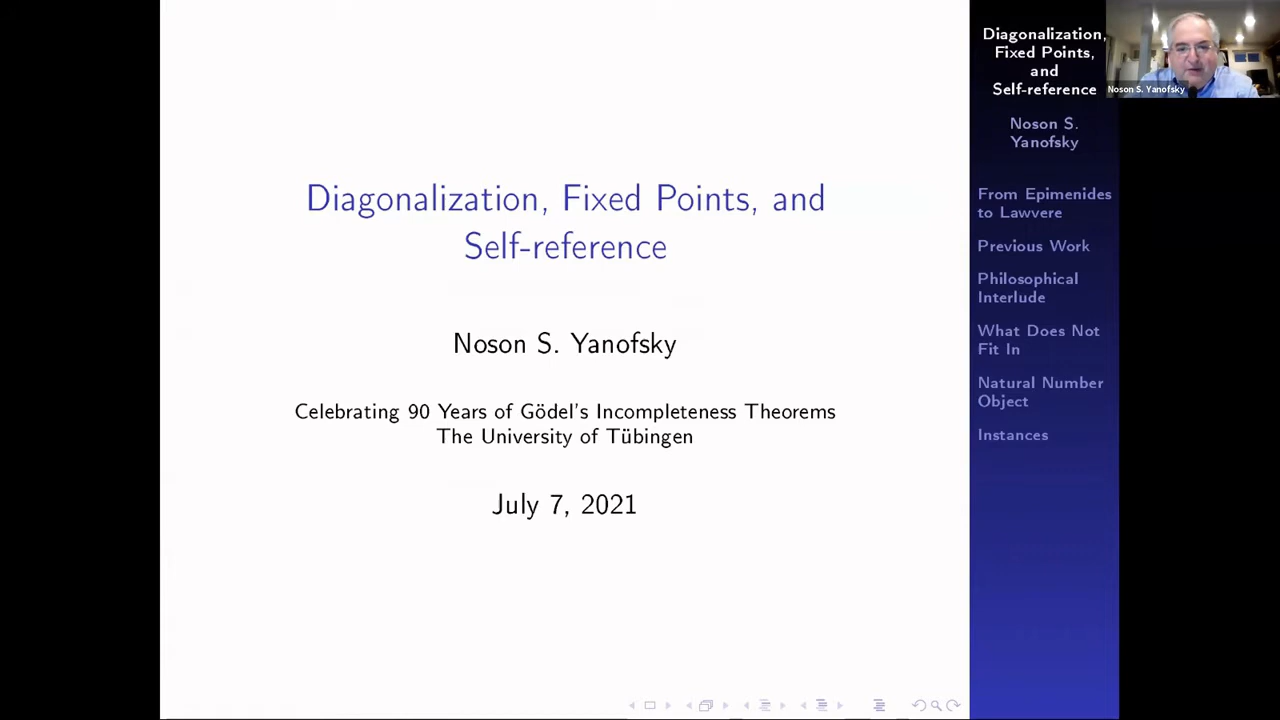 Diagonalization, Fixed Points, and
Self-reference
Noson S. Yanofsky
Celebrating 90 Years of Gödel's Incompleteness Theorems
The University of Tübingen
July 7, 2021
Diagonalization,
Fixed Points,
and
Self-reference
Noson S.
Yanofsky
From Epimenides
to Lawvere
Previous Work
Philosophical
Interlude
What Does Not
Fit In
Natural Number
Object
Instances
Noson S. Yanofsky